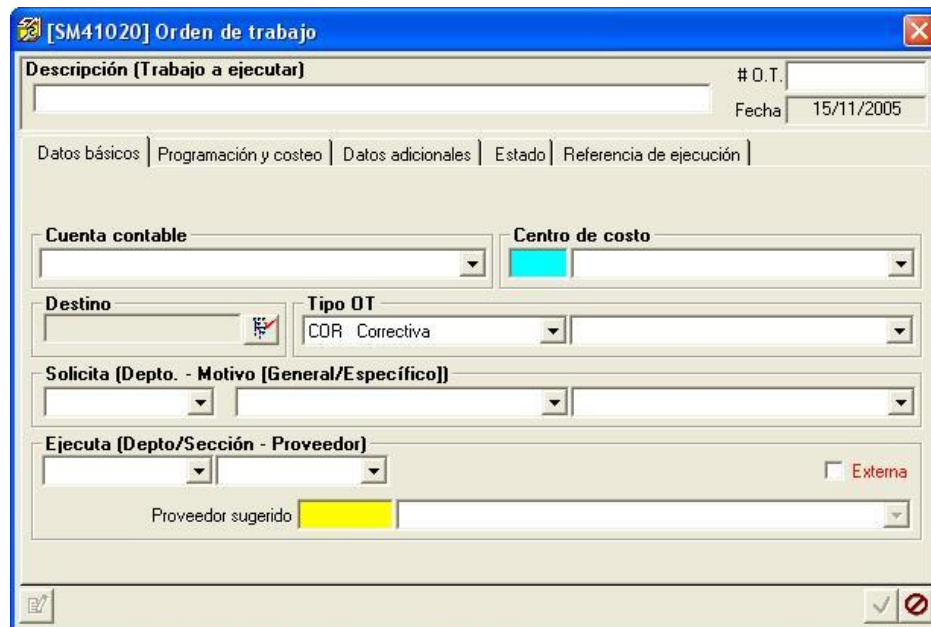 [SM41020] Orden de trabajo
Descripción (Trabajo a ejecutar)
# O.T.
Fecha 15/11/2005
Datos básicos Programación y costeo Datos adicionales Estado Referencia de ejecución
Cuenta contable Centro de costo
Destino Tipo OT
COR Correctiva
Solicita (Depto. - Motivo [General/Específico])
Ejecuta (Depto/Sección - Proveedor)
Externa
Proveedor sugerido